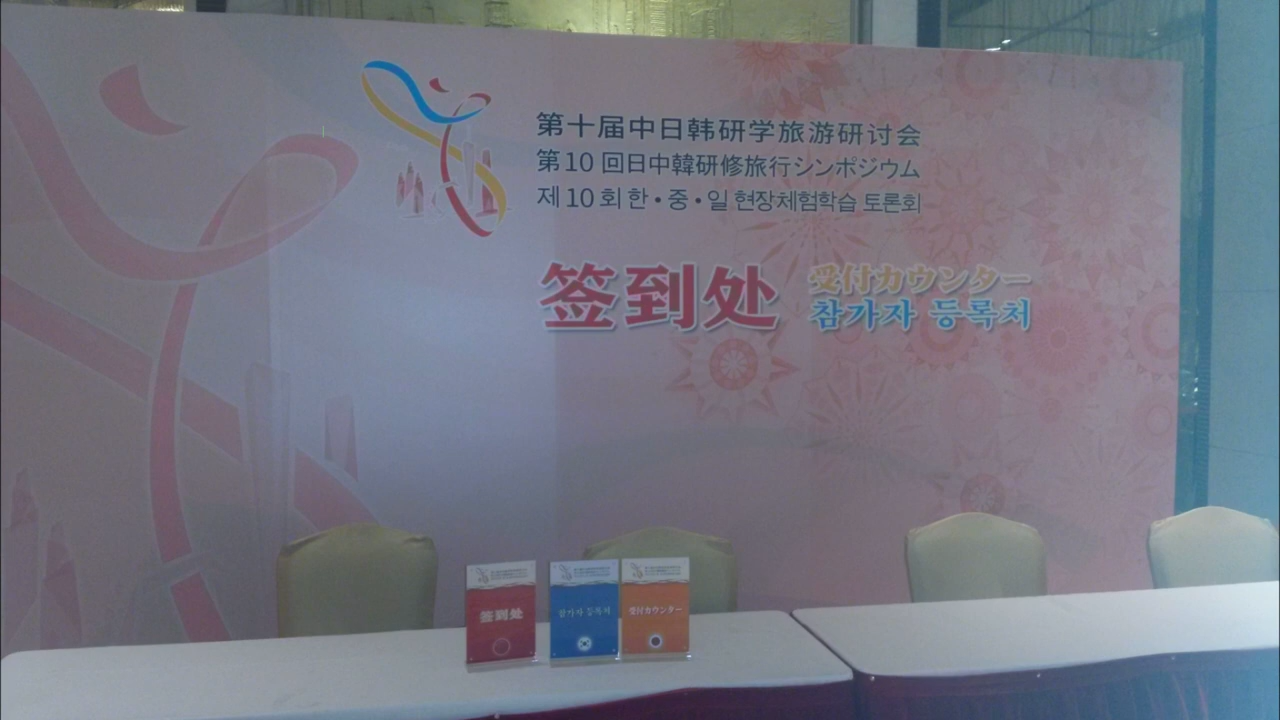 第十届中日韩研学旅游研讨会
第10回日中韓研修旅行シンポジウム
제10회 한·중·일 현장체험학습 토론회
签到处
受付カウンター
참가자 등록처
签到处
참가자 등록처
受付カウンター